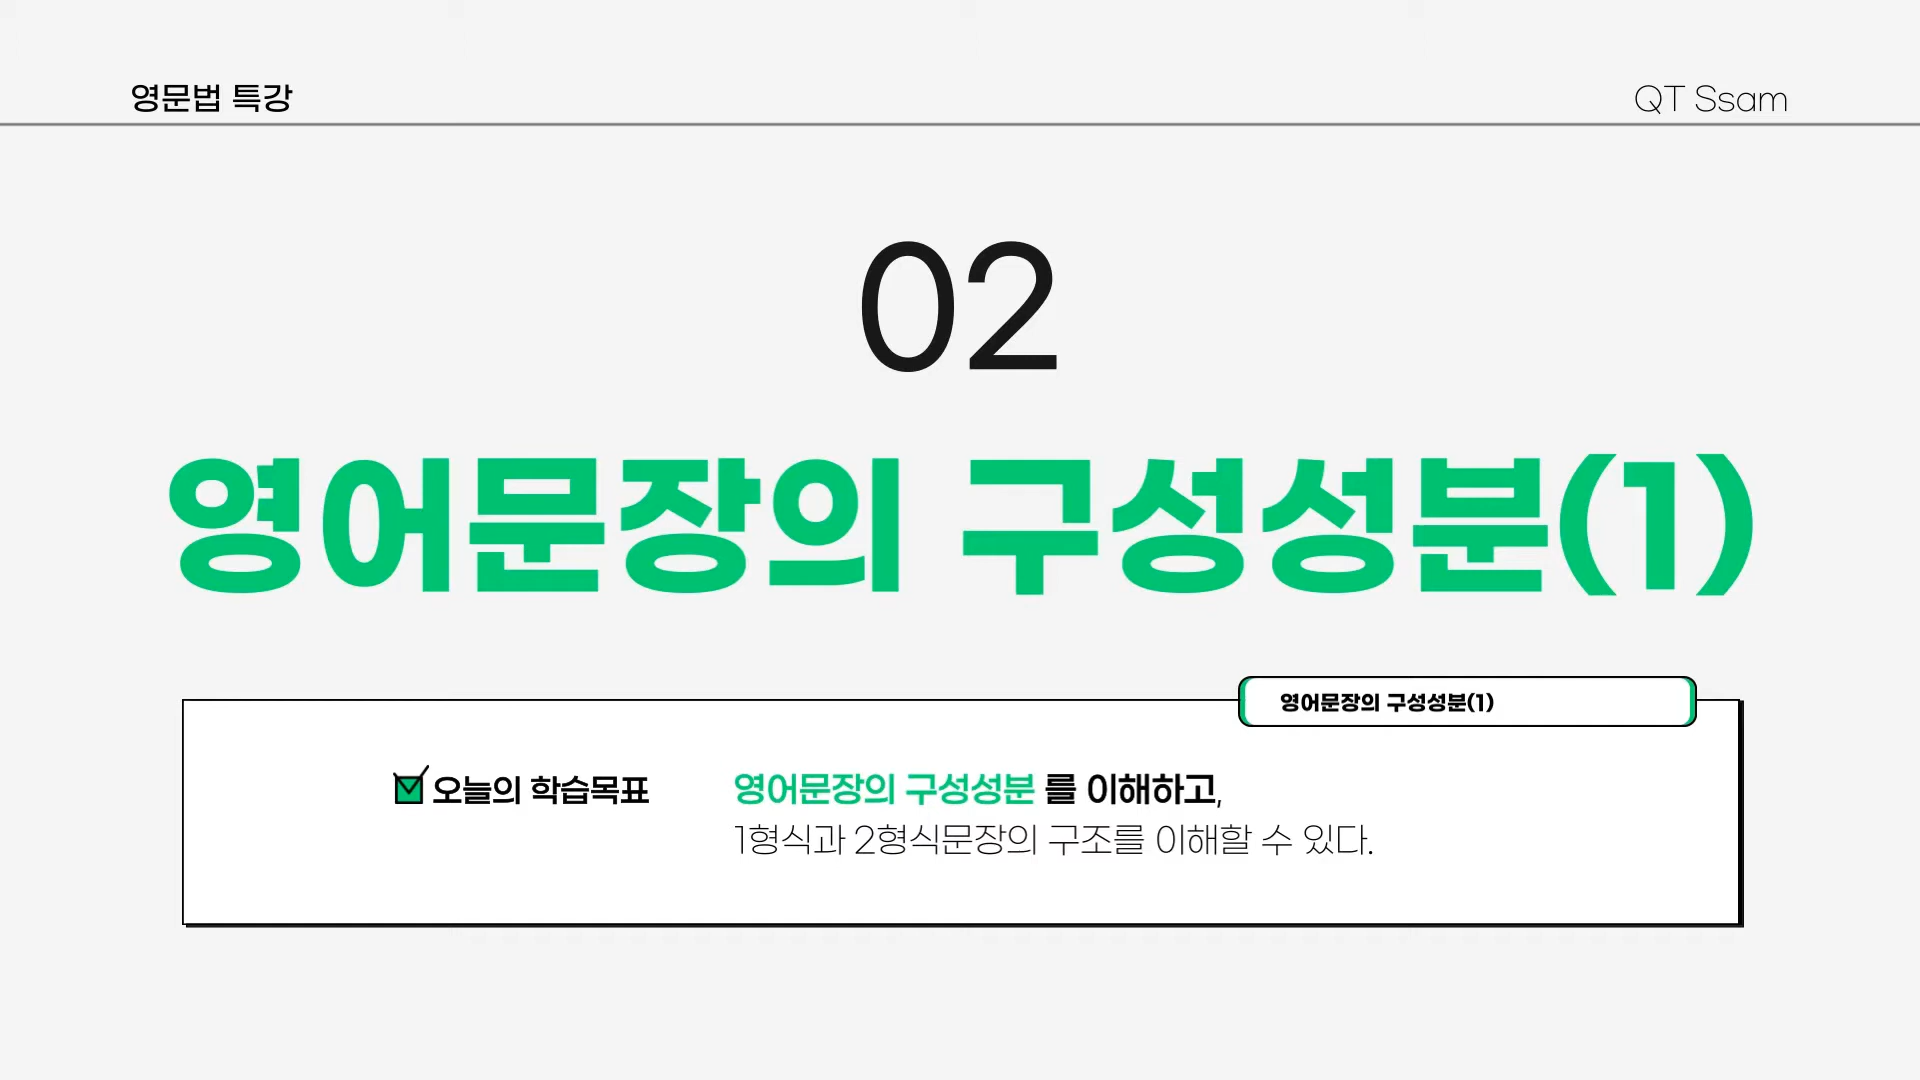 영문법 특강
QT Ssam
02
영어문장의 구성성분(1)
영어문장의 구성성분(1)
오늘의 학습목표
영어문장의 구성성분 를 이해하고,
1형식과 2형식문장의 구조를 이해할 수 있다.